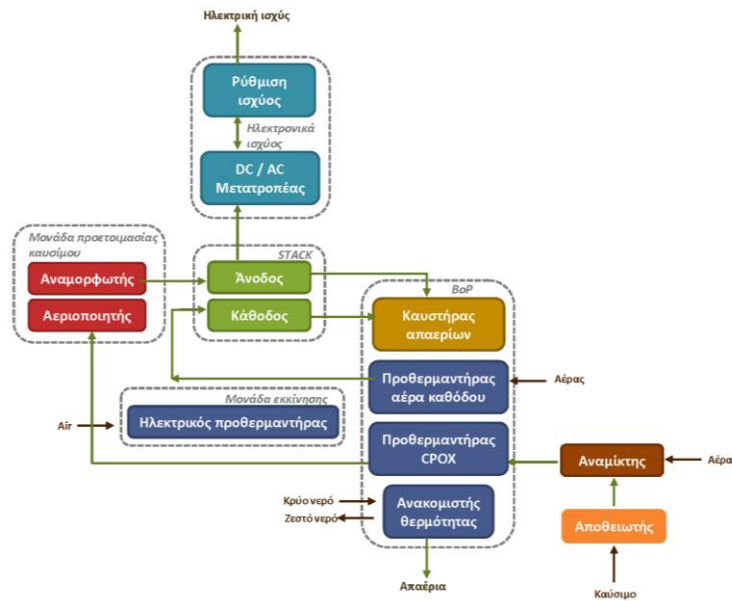 Ηλεκτρική ισχύς
Ρύθμιση
ισχύος
Ηλεκτρονικά
ισχύος
DC / AC
Μετατροπέας
Μονάδα προετοιμασίας
καυσίμου
STACK
Αναμορφωτής
Άνοδος
BoP
Αεριοποιητής
Κάθοδος
Καυστήρας
απαερίων
Προθερμαντήρας
αέρα καθόδου
Αέρας
Μονάδα εκκίνησης
Air
Ηλεκτρικός προθερμαντήρας
Προθερμαντήρας
CPOX
Αναμίκτης
Αέρα
Κρύο νερό
Ζεστό νερό
Ανακομιστής
θερμότητας
Αποθειωτής
Απαέρια
Καύσιμο